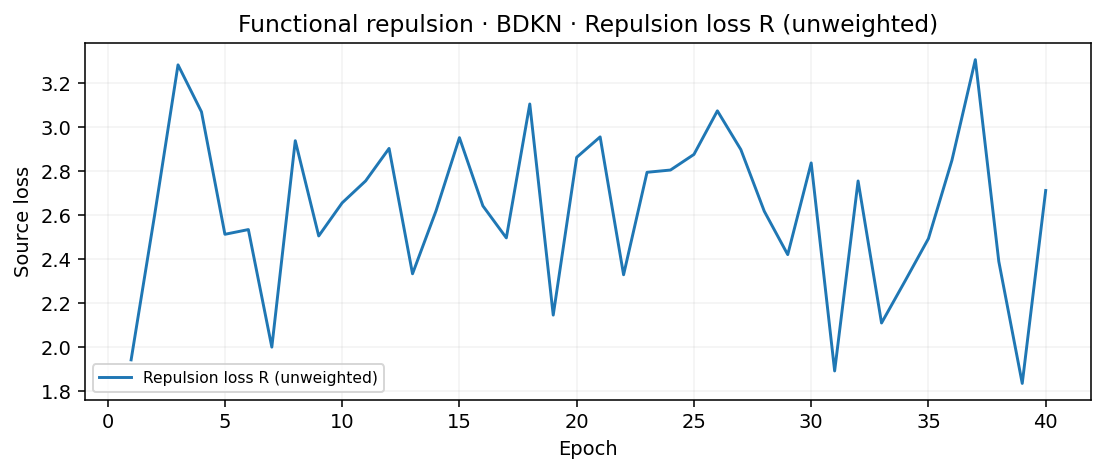 Functional repulsion · BDKN · Repulsion loss R (unweighted)
Source loss
3.2
3.0
2.8
2.6
2.4
2.2
2.0
1.8
Repulsion loss R (unweighted)
0 5 10 15 20 25 30 35 40
Epoch